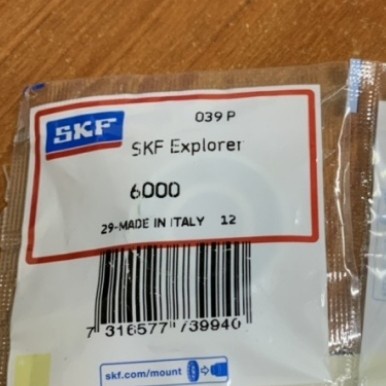 039 P
SKF
SKF Explorer
6000
29-MADE IN ITALY 12
7 316577 739940
skf.com/mount